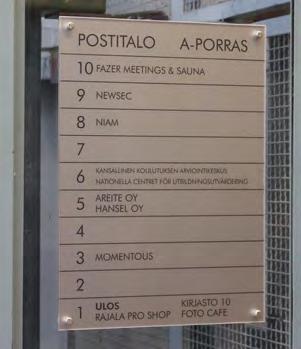 POSTITALO A-PORRAS
10 FAZER MEETINGS & SAUNA
9 NEWSEC
8 NIAM
7
6 KANSALLINEN KOULUTUKSEN ARVIOINTIKESKUS
NATIONELLA CENTRET FÖR UTBILDNINGSUTVÄRDERING
5 AREITE OY
HANSEL OY
4
3 MOMENTOUS
2
1 ULOS KIRJASTO 10
RAJALA PRO SHOP FOTO CAFE